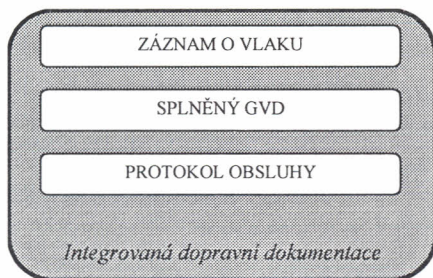 ZÁZNAM O VLAKU
SPLNĚNÝ GVD
PROTOKOL OBSLUHY
Integrovaná dopravní dokumentace